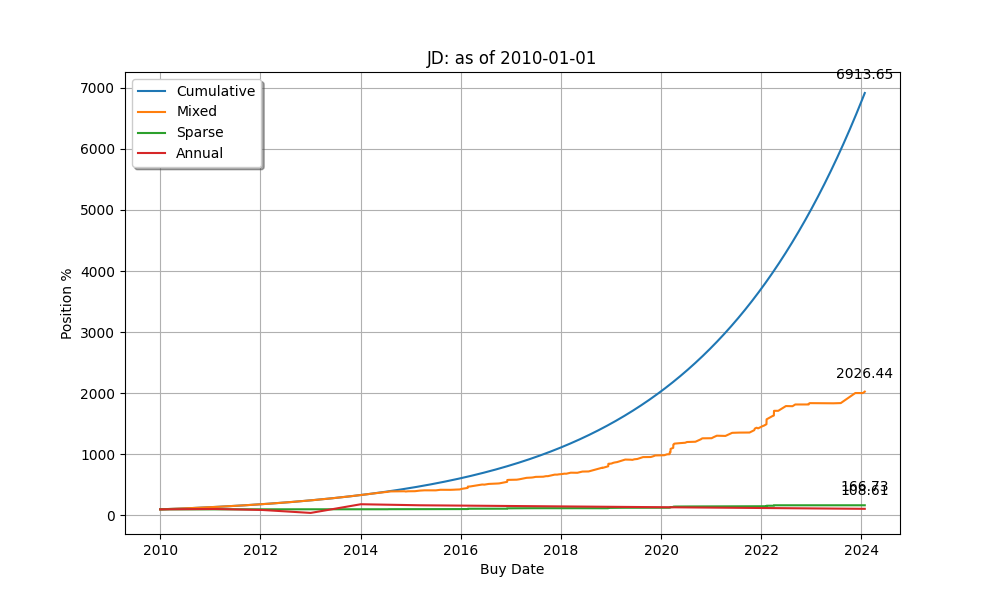 JD: as of 2010-01-01
6913.65
7000
Cumulative
Mixed
Sparse
Annual
6000
5000
4000
3000
2026.44
2000
1000
166.73
108.61
0
Position %
2010
2012
2014
2016
2018
2020
2022
2024
Buy Date